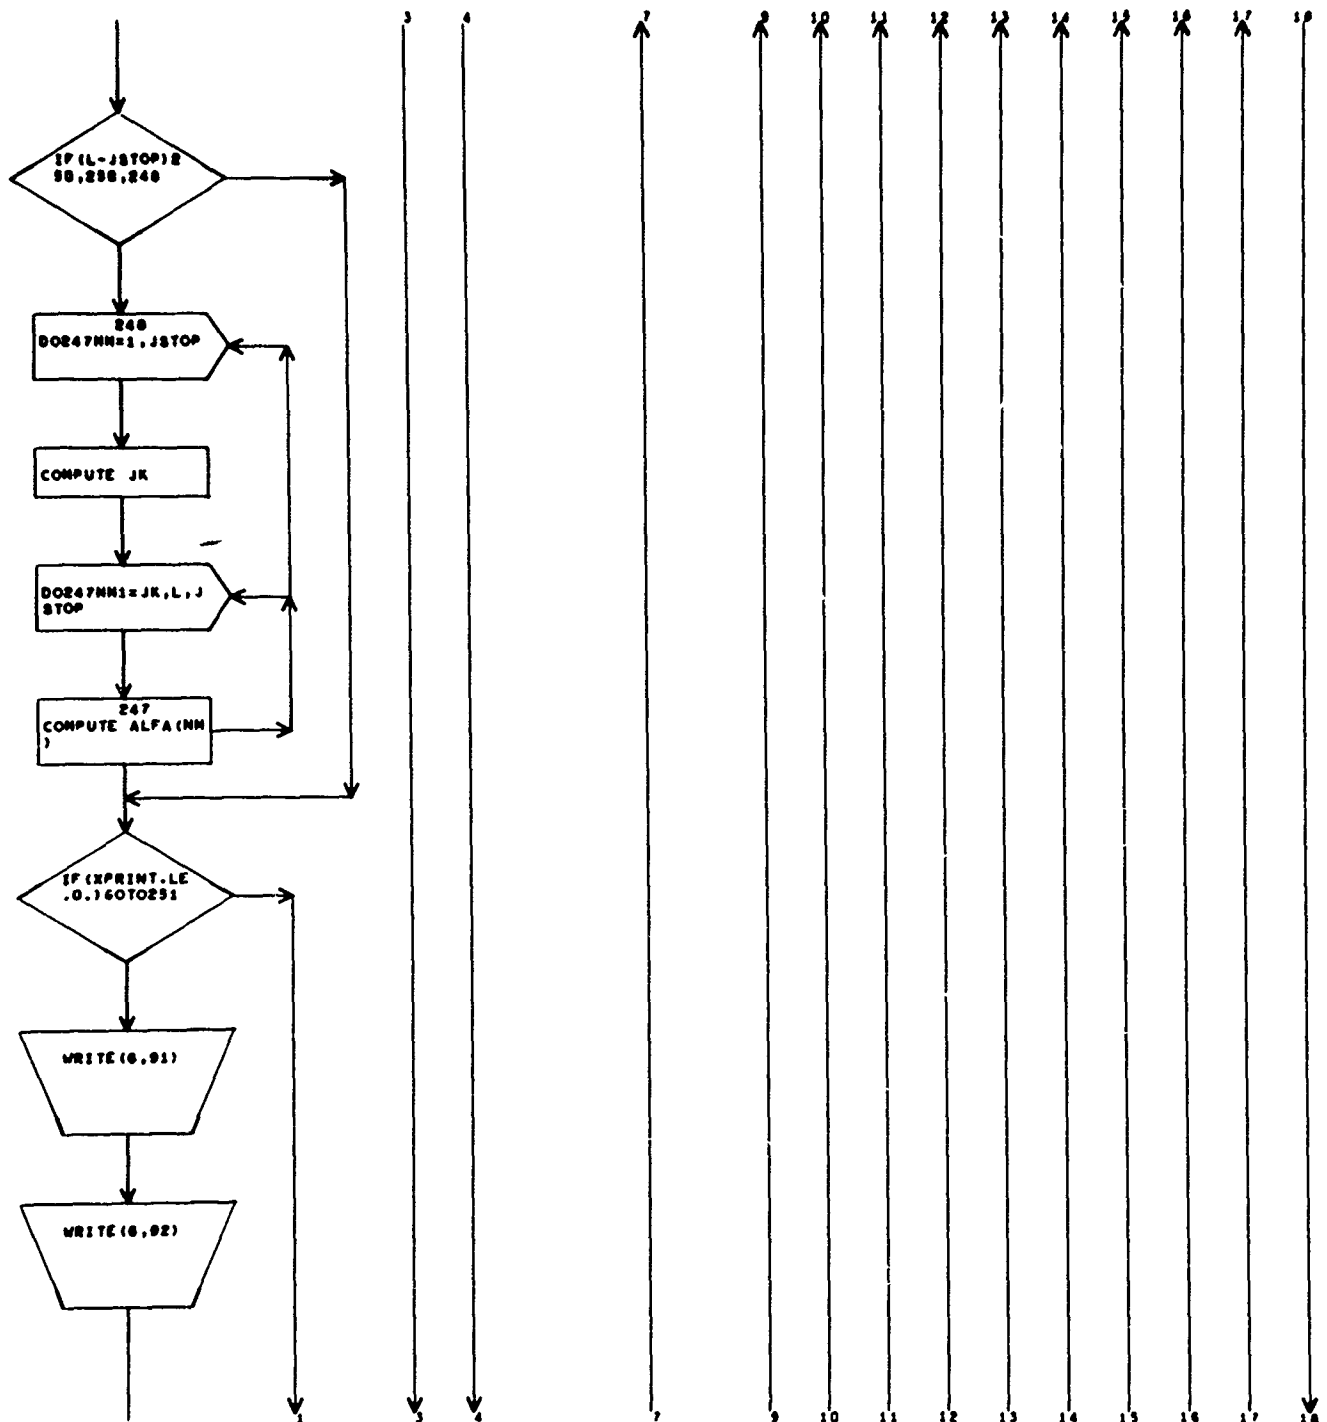 3 4 7 9 10 11 12 13 14 15 16 17 18
IF(L-JSTOP)2
58,258,248
248
DO247NN=1,JSTOP
COMPUTE JK
DO247NN1=JK,L,J
STOP
247
COMPUTE ALFA(NN
)
IF(XPRINT.LE
.0.)GOTO251
WRITE(6,91)
WRITE(6,92)
1 3 4 7 9 10 11 12 13 14 15 16 17 18